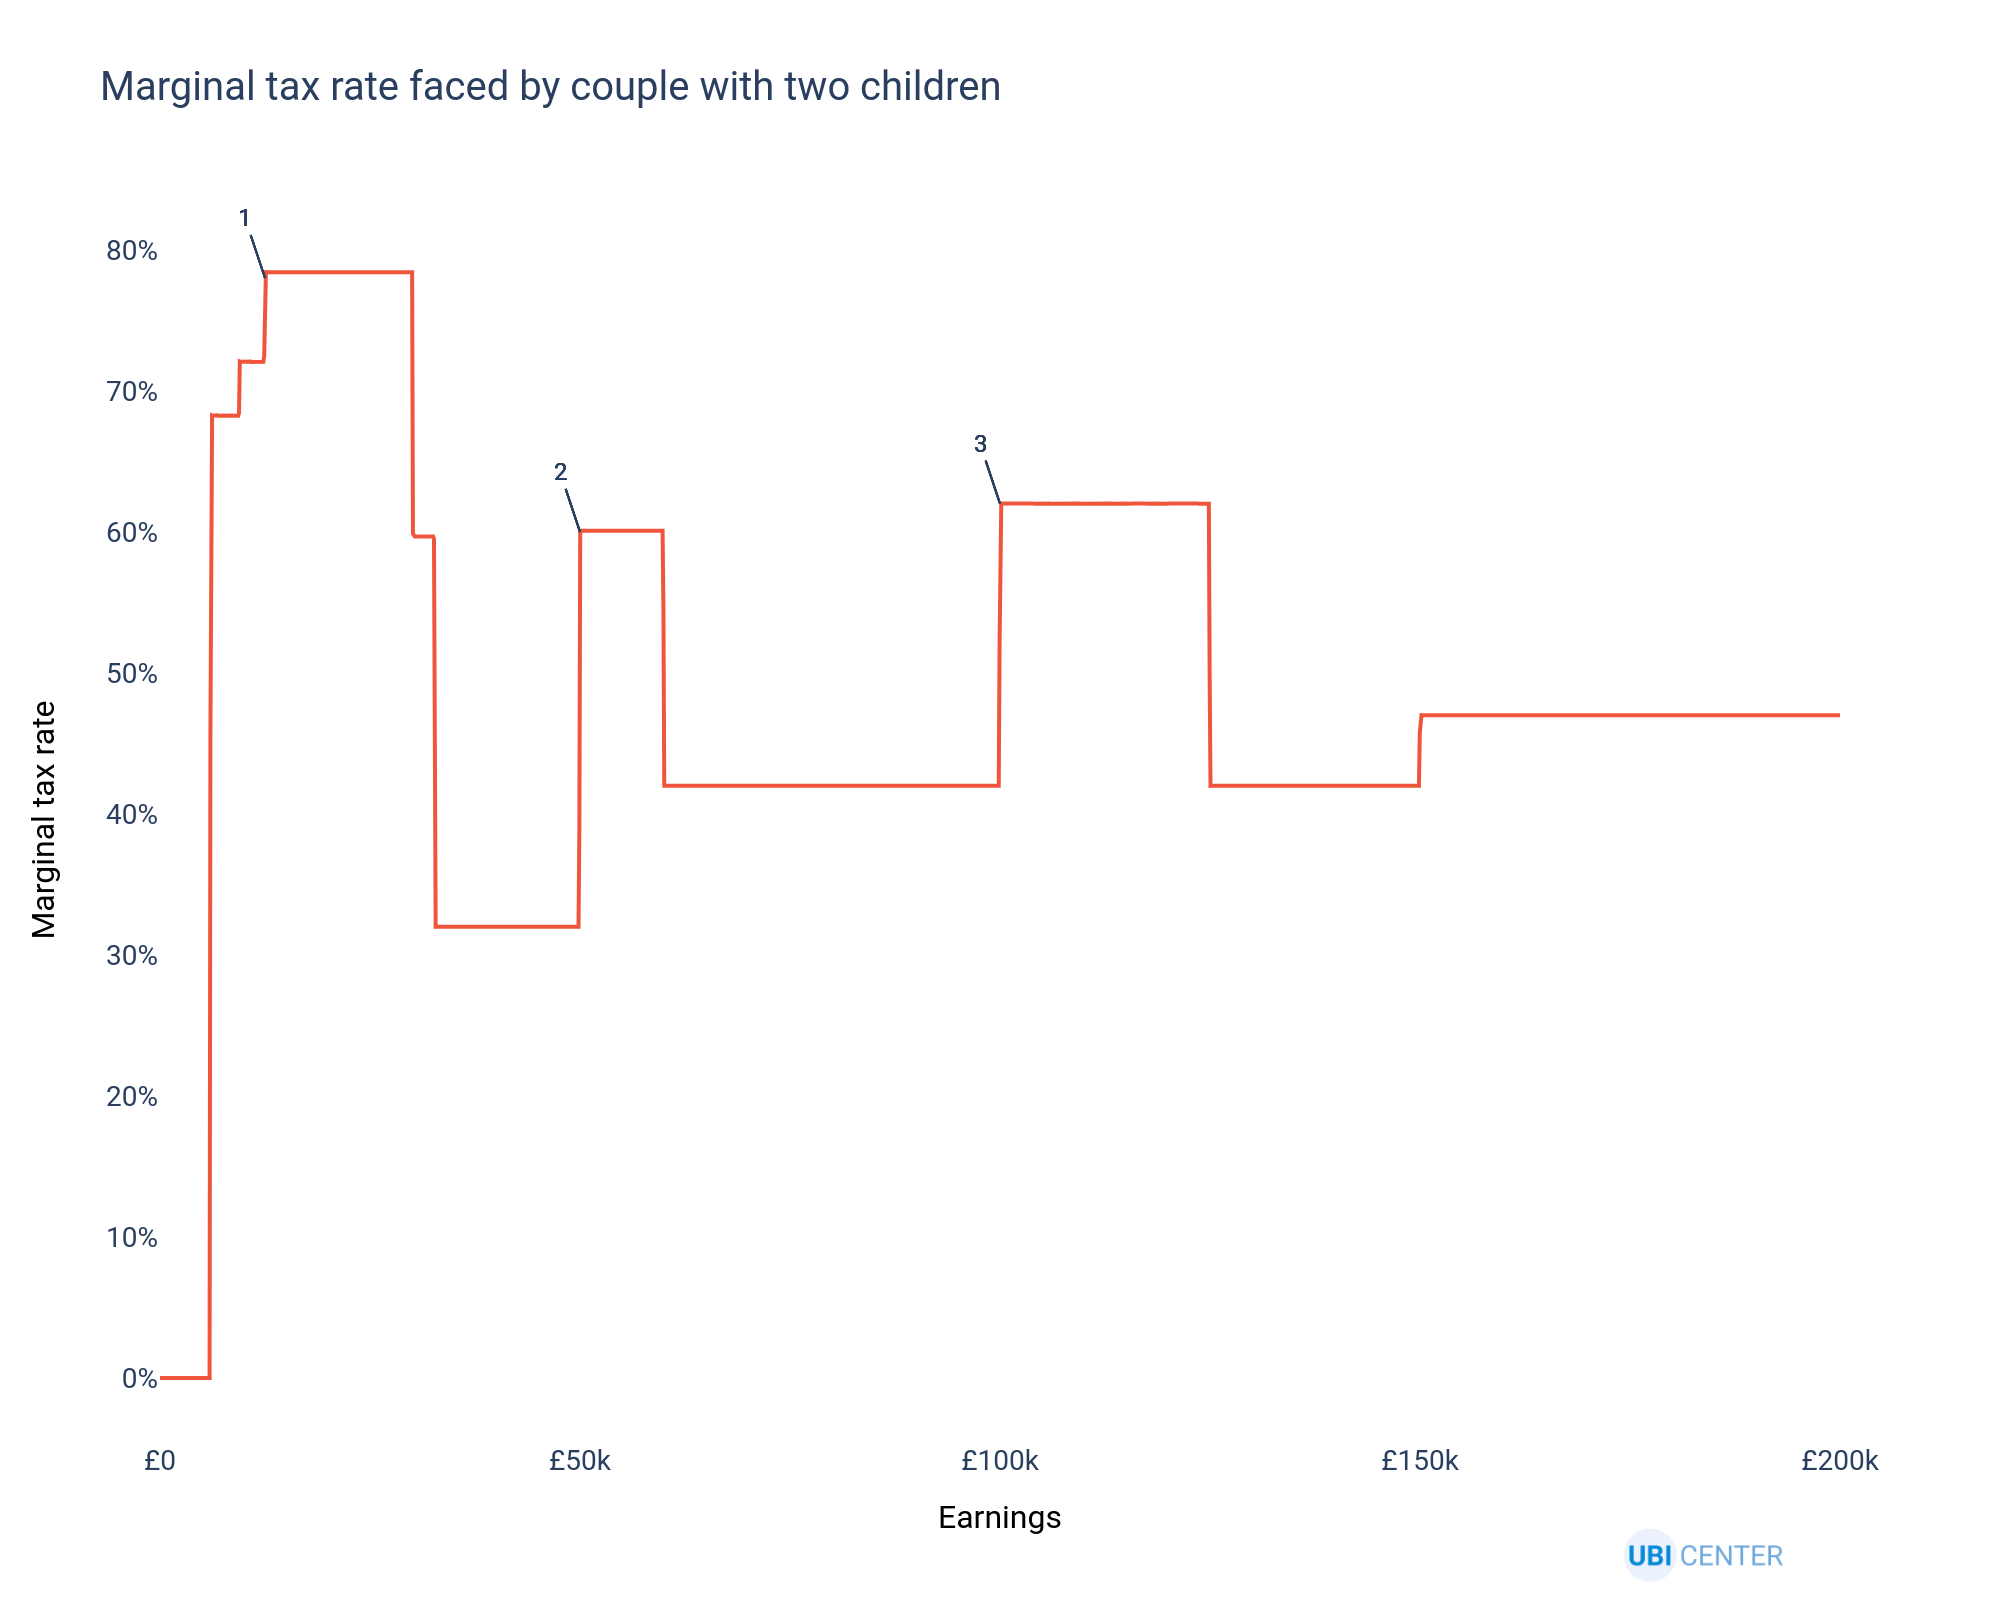 Marginal tax rate faced by couple with two children
1
80%
70%
3
2
60%
50%
Marginal tax rate
40%
30%
20%
10%
0%
£0
£50k
£100k
£150k
£200k
Earnings
UBI CENTER